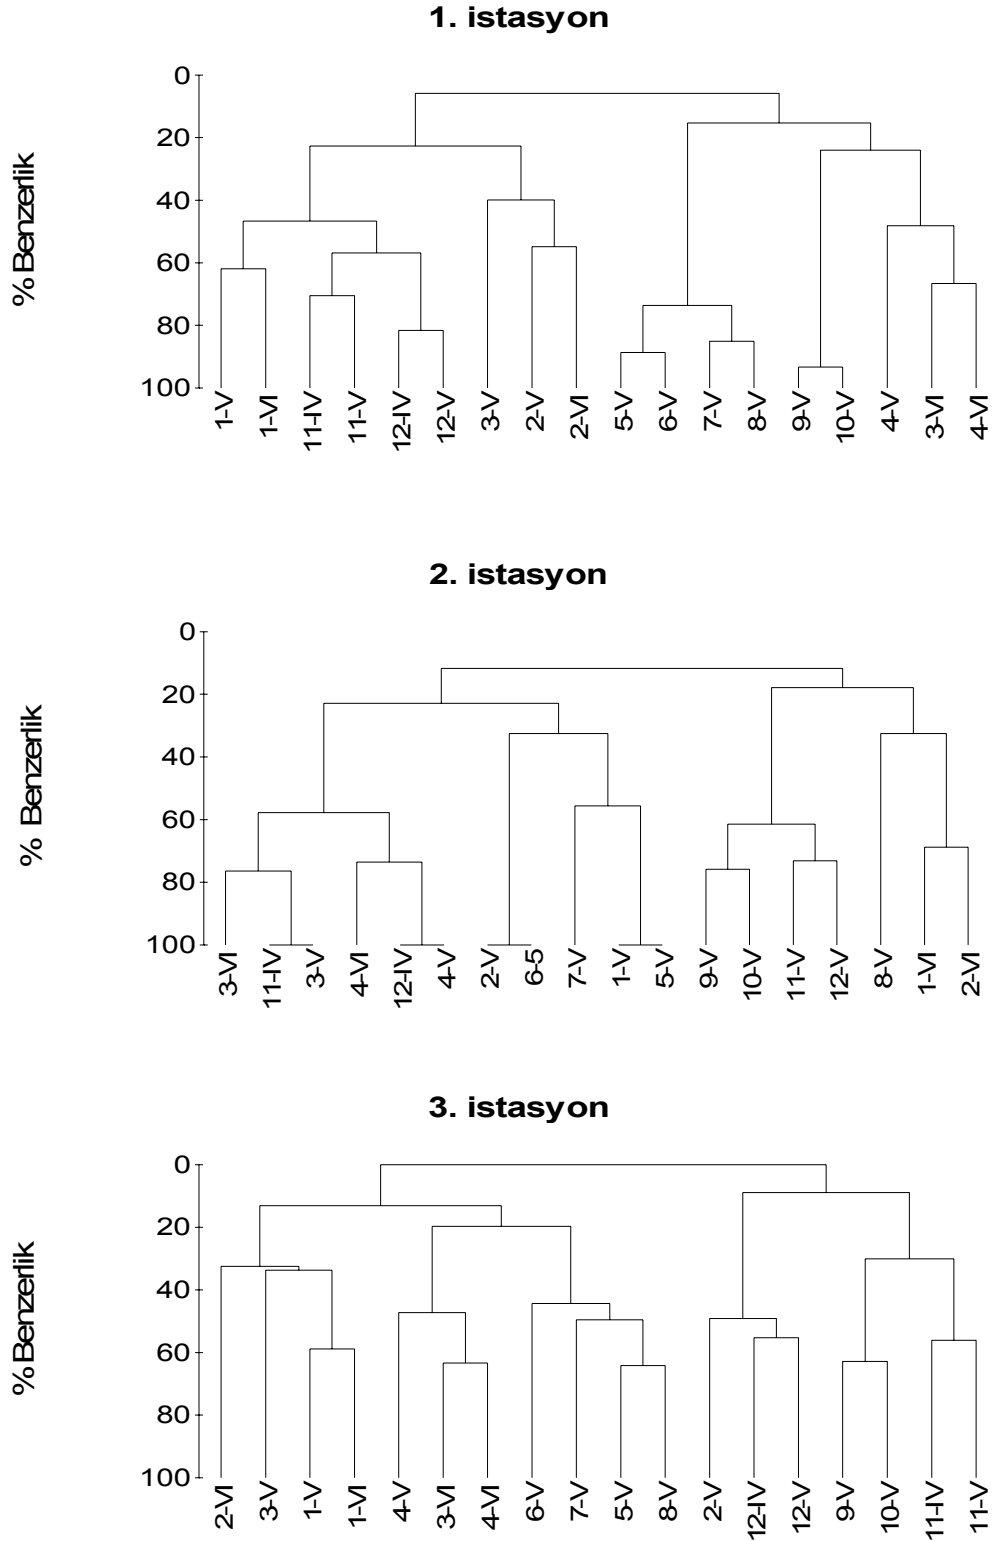 1. istasyon
% Benzerlik
0
20
40
60
80
100
1-V 1-VI 11-IV 11-V 12-IV 12-V 3-V 2-V 2-VI 5-V 6-V 7-V 8-V 9-V 10-V 4-V 3-VI 4-VI
2. istasyon
% Benzerlik
0
20
40
60
80
100
3-VI 11-IV 3-V 4-VI 12-IV 4-V 2-V 6-5 7-V 1-V 5-V 9-V 10-V 11-V 12-V 8-V 1-VI 2-VI
3. istasyon
% Benzerlik
0
20
40
60
80
100
2-VI 3-V 1-V 1-VI 4-V 3-VI 4-VI 6-V 7-V 5-V 8-V 2-V 12-IV 12-V 9-V 10-V 11-IV 11-V